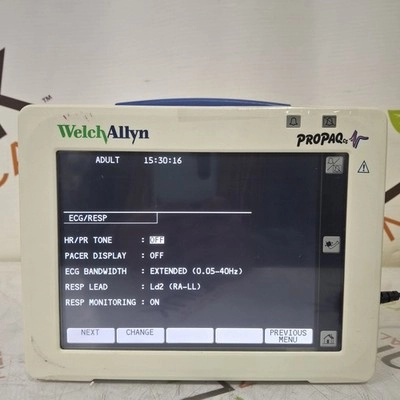 WelchAllyn
PROPAQ CS
ADULT 15:30:16
ECG/RESP
HR/PR TONE : OFF
PACER DISPLAY : OFF
ECG BANDWIDTH : EXTENDED (0.05-40Hz)
RESP LEAD : Ld2 (RA-LL)
RESP MONITORING : ON
NEXT CHANGE PREVIOUS
MENU